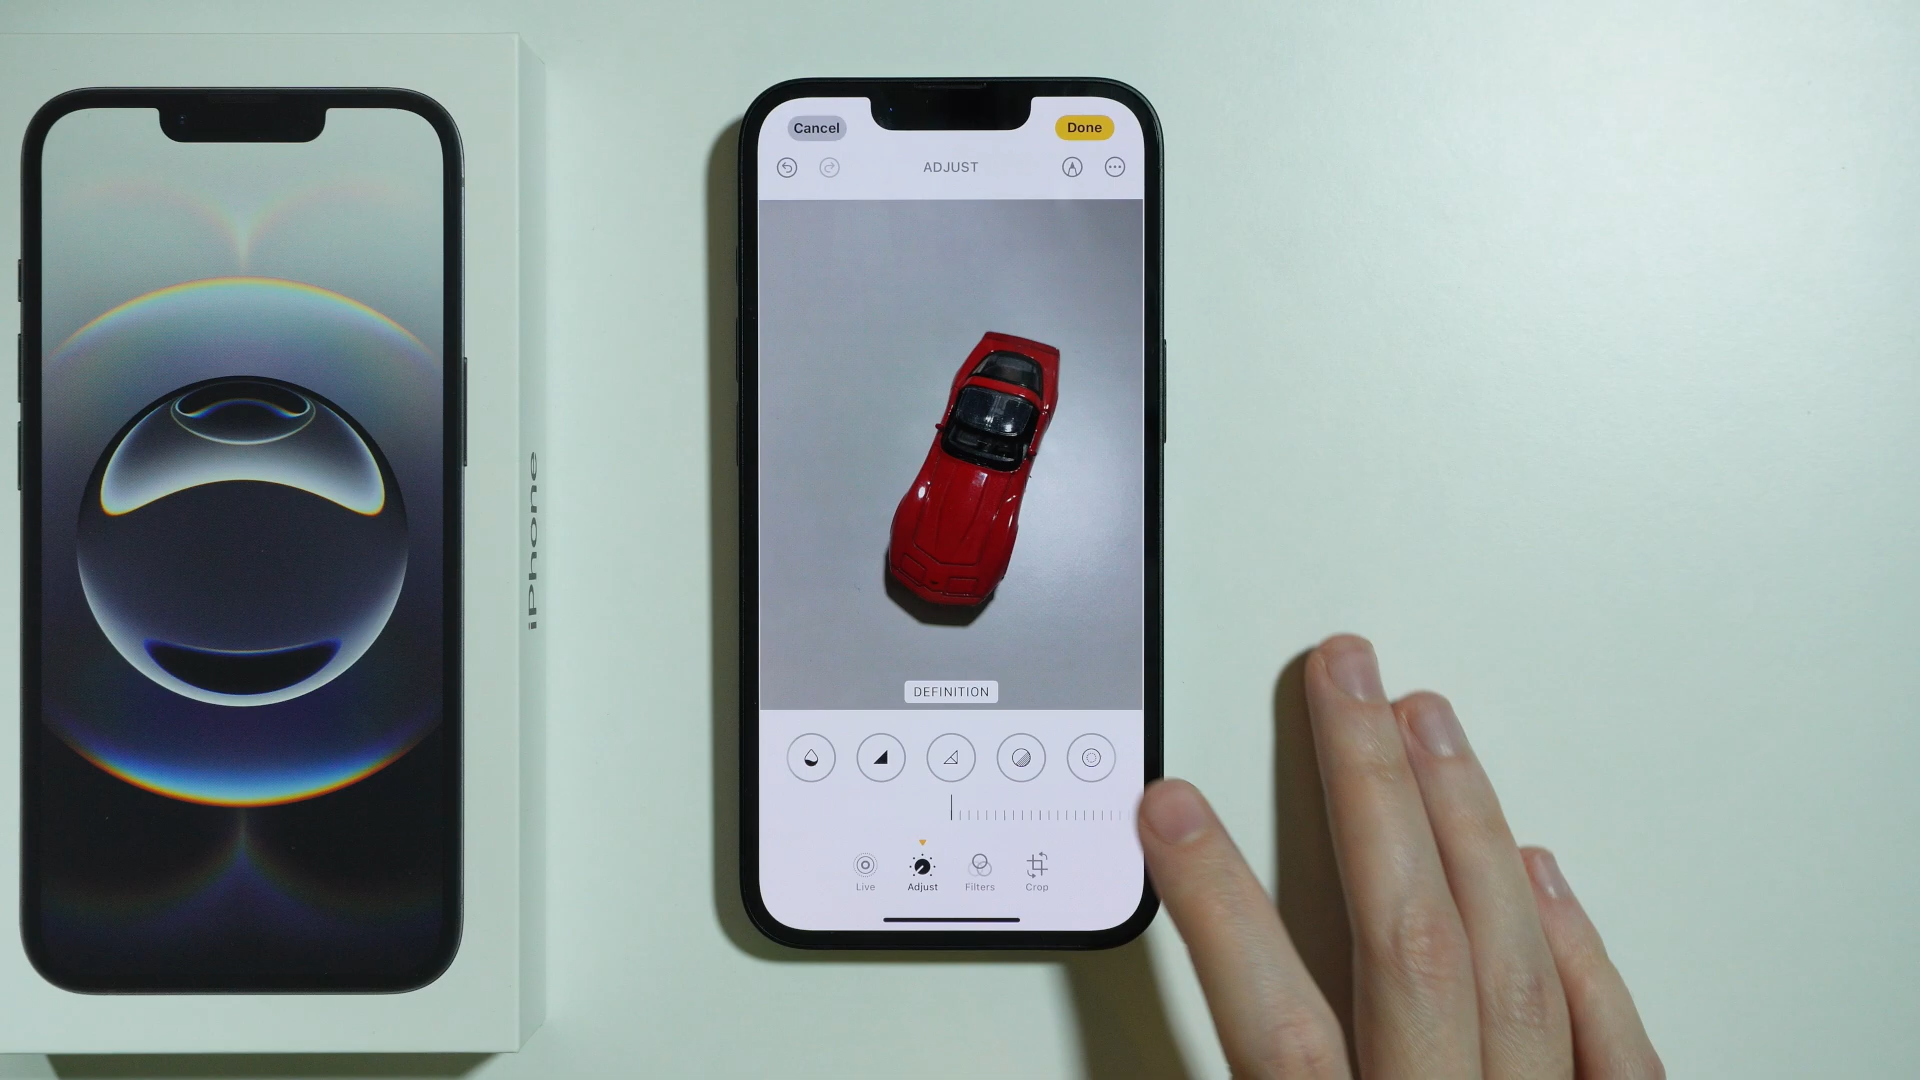 iPhone
Cancel
Done
ADJUST
DEFINITION
Live
Adjust
Filters
Crop